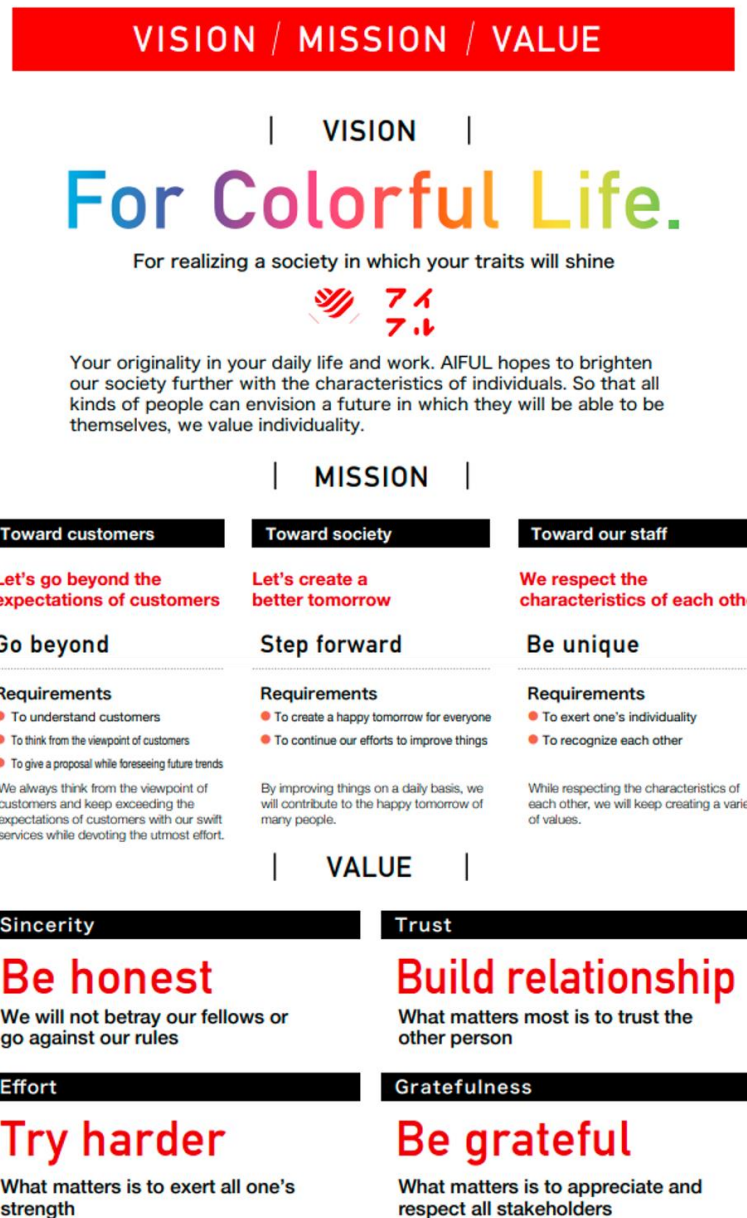 VISION / MISSION / VALUE
VISION
For Colorful Life.
For realizing a society in which your traits will shine
アイ
フル
Your originality in your daily life and work. AIFUL hopes to brighten
our society further with the characteristics of individuals. So that all
kinds of people can envision a future in which they will be able to be
themselves, we value individuality.
MISSION
Toward customers
Let's go beyond the
expectations of customers
Go beyond
Requirements
To understand customers
To think from the viewpoint of customers
To give a proposal while foreseeing future trends
We always think from the viewpoint of
customers and keep exceeding the
expectations of customers with our swift
services while devoting the utmost effort.
Toward society
Let's create a
better tomorrow
Step forward
Requirements
To create a happy tomorrow for everyone
To continue our efforts to improve things
By improving things on a daily basis, we
will contribute to the happy tomorrow of
many people.
Toward our staff
We respect the
characteristics of each oth
Be unique
Requirements
To exert one's individuality
To recognize each other
While respecting the characteristics of
each other, we will keep creating a varie
of values.
VALUE
Sincerity
Be honest
We will not betray our fellows or
go against our rules
Trust
Build relationship
What matters most is to trust the
other person
Effort
Try harder
What matters is to exert all one's
strength
Gratefulness
Be grateful
What matters is to appreciate and
respect all stakeholders